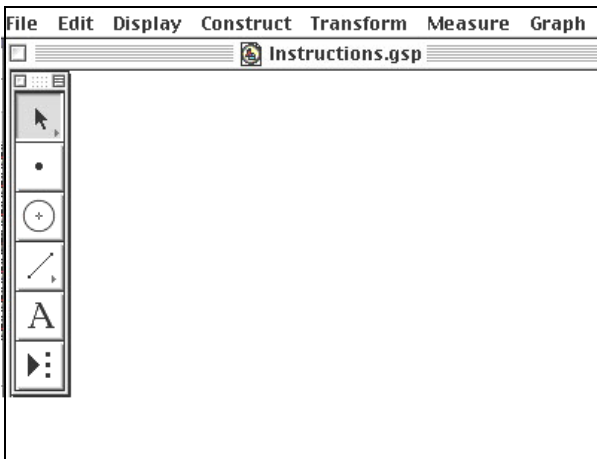 File Edit Display Construct Transform Measure Graph
Instructions.gsp
A